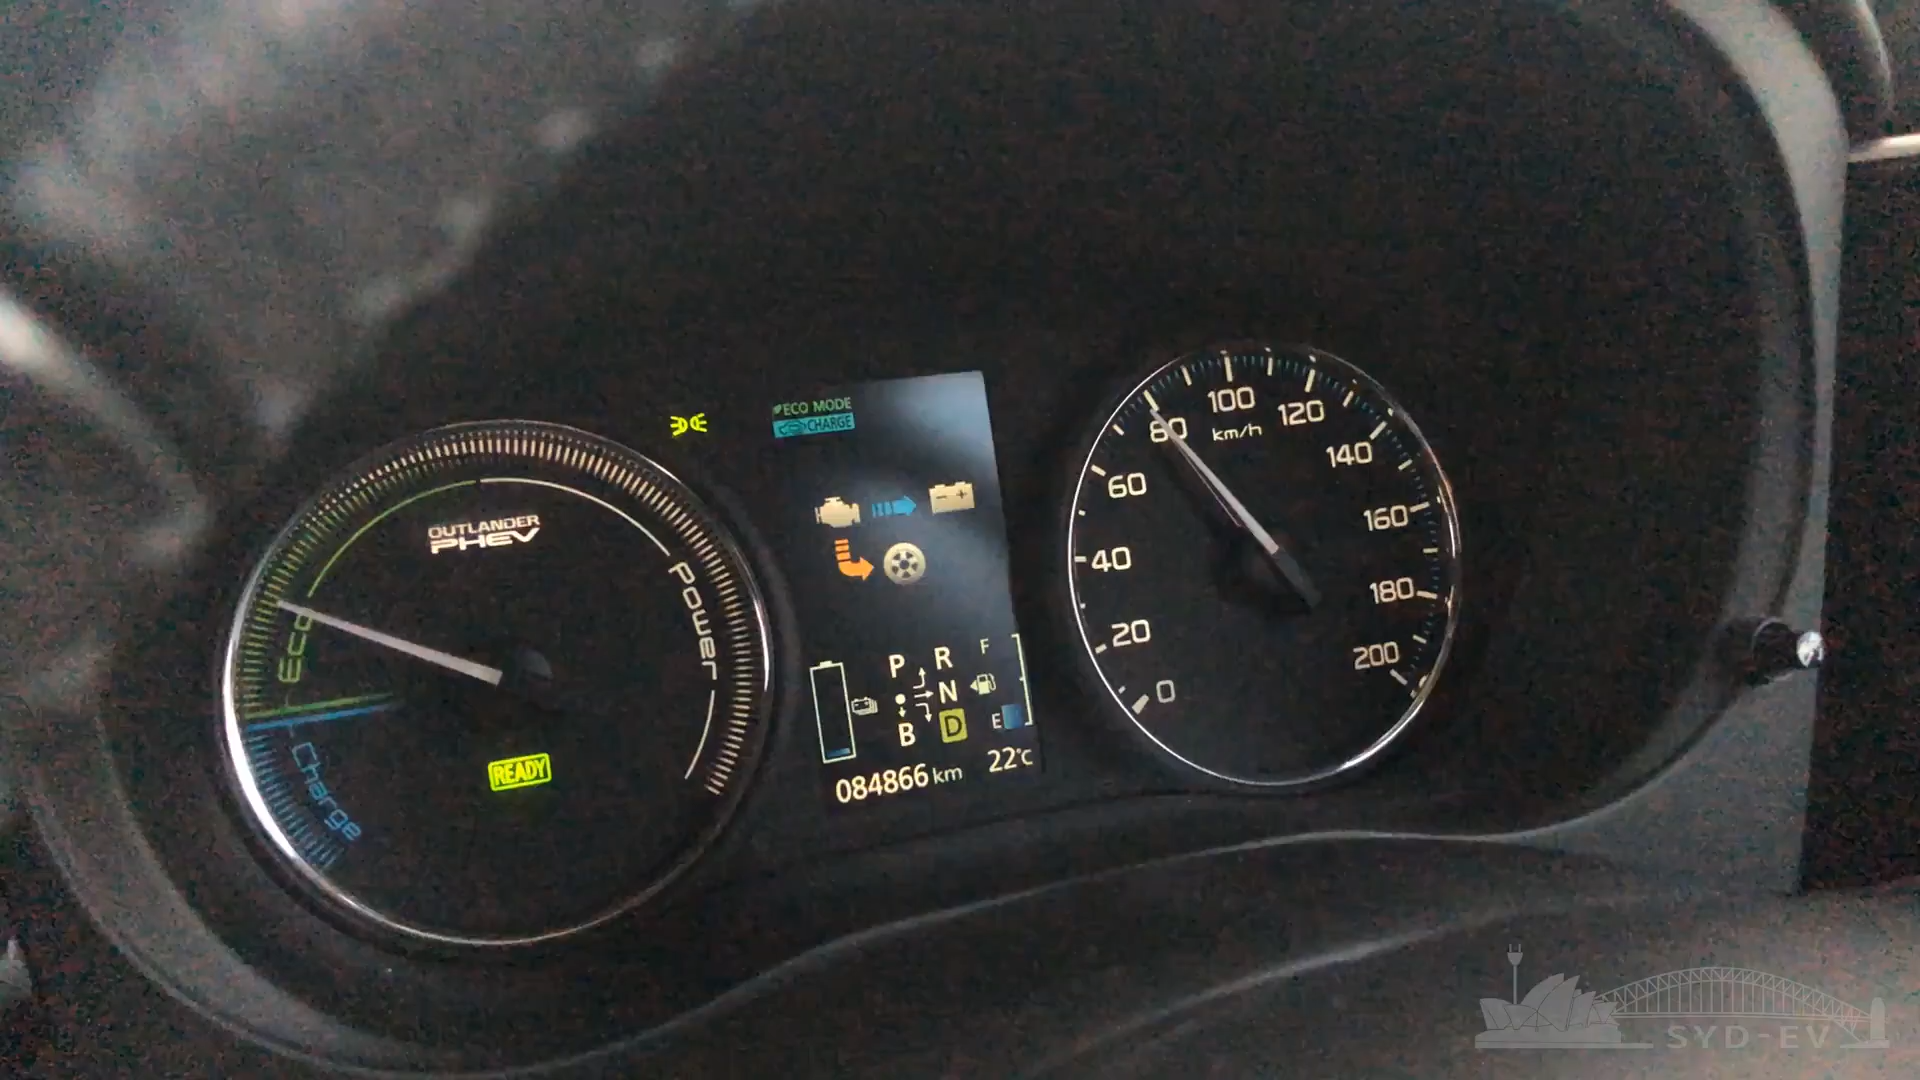 OUTLANDER
PHEV
Eco
Power
Charge
READY
ECO MODE
CHARGE
P R
N
B D
F
E
084866 km 22°C
0
20
40
60
80
100
120
140
160
180
200
km/h
SYD-EV